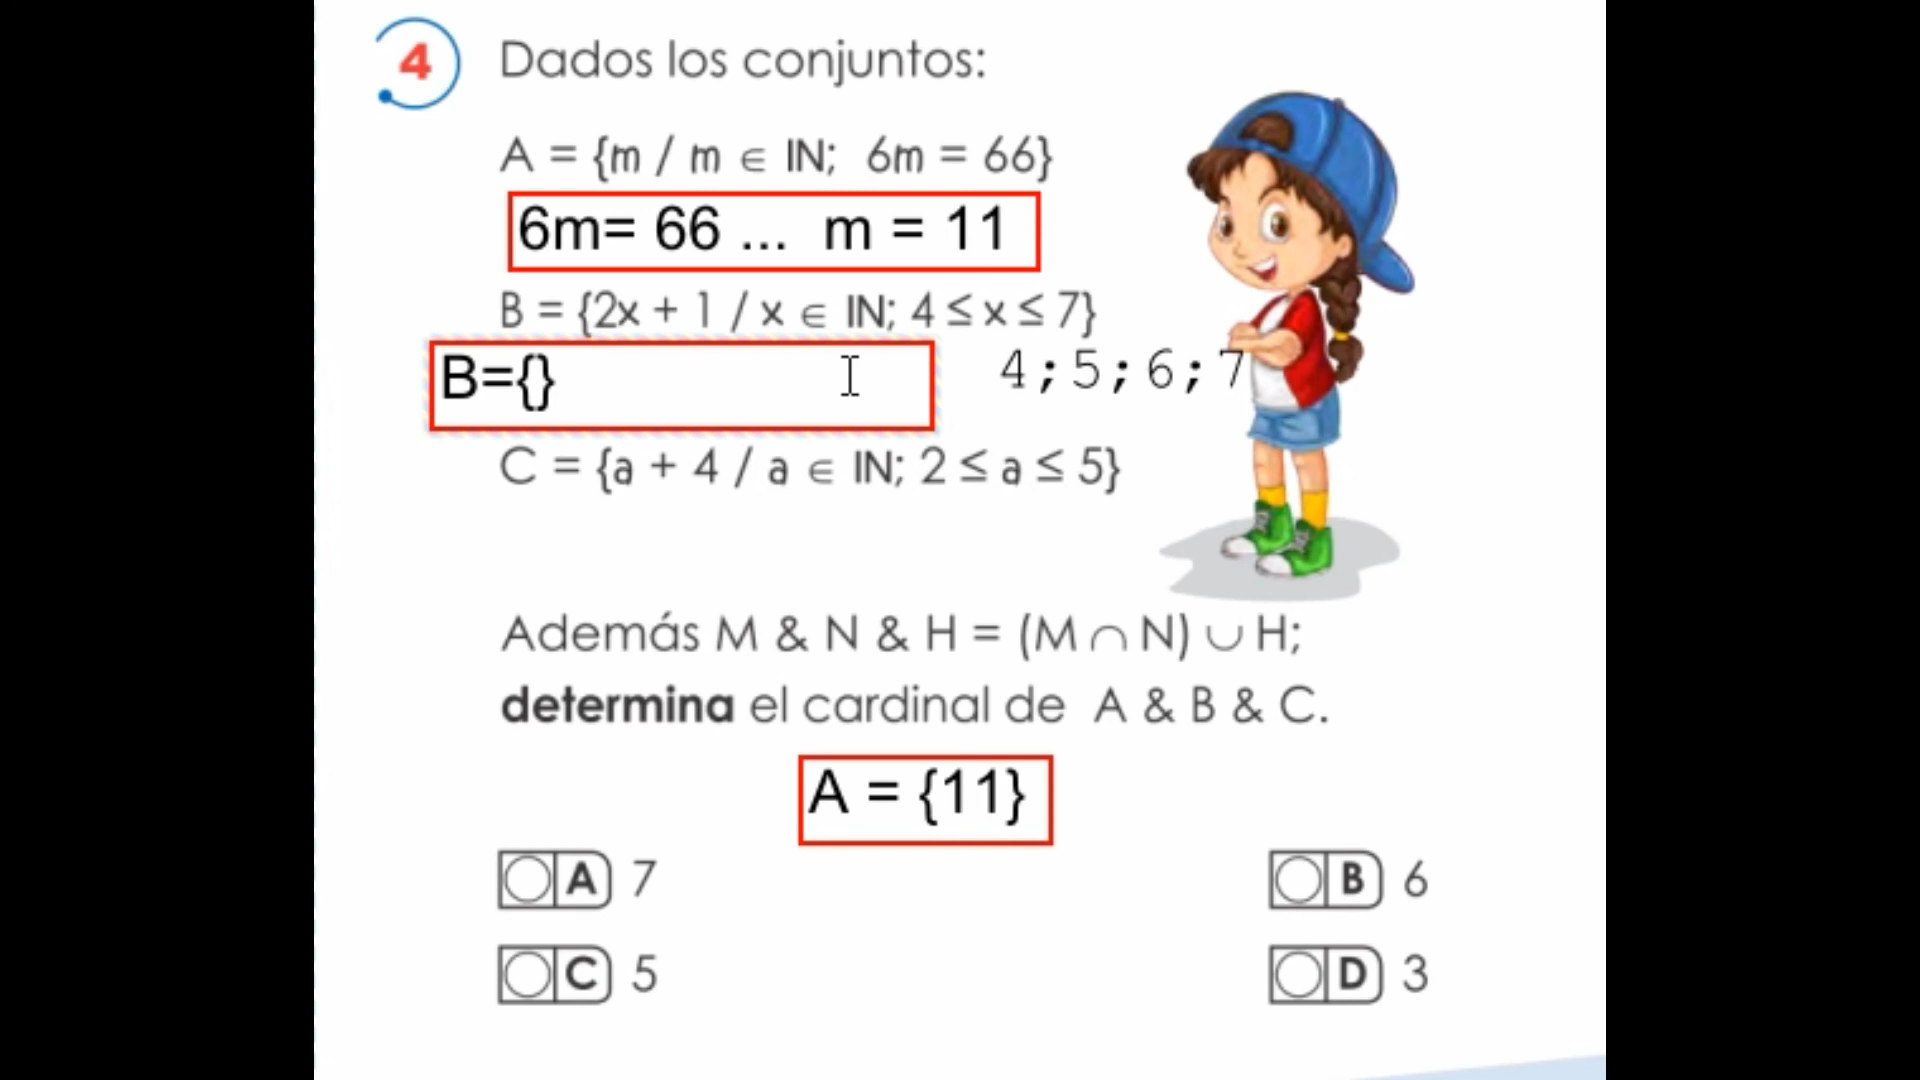 4 Dados los conjuntos:
A = {m / m ∈ IN; 6m = 66}
6m= 66 ... m = 11
B = {2x + 1 / x ∈ IN; 4 ≤ x ≤ 7}
B={}
4;5;6;7
C = {a + 4 / a ∈ IN; 2 ≤ a ≤ 5}
Además M & N & H = (M ∩ N) ∪ H;
determina el cardinal de A & B & C.
A = {11}
A 7
B 6
C 5
D 3